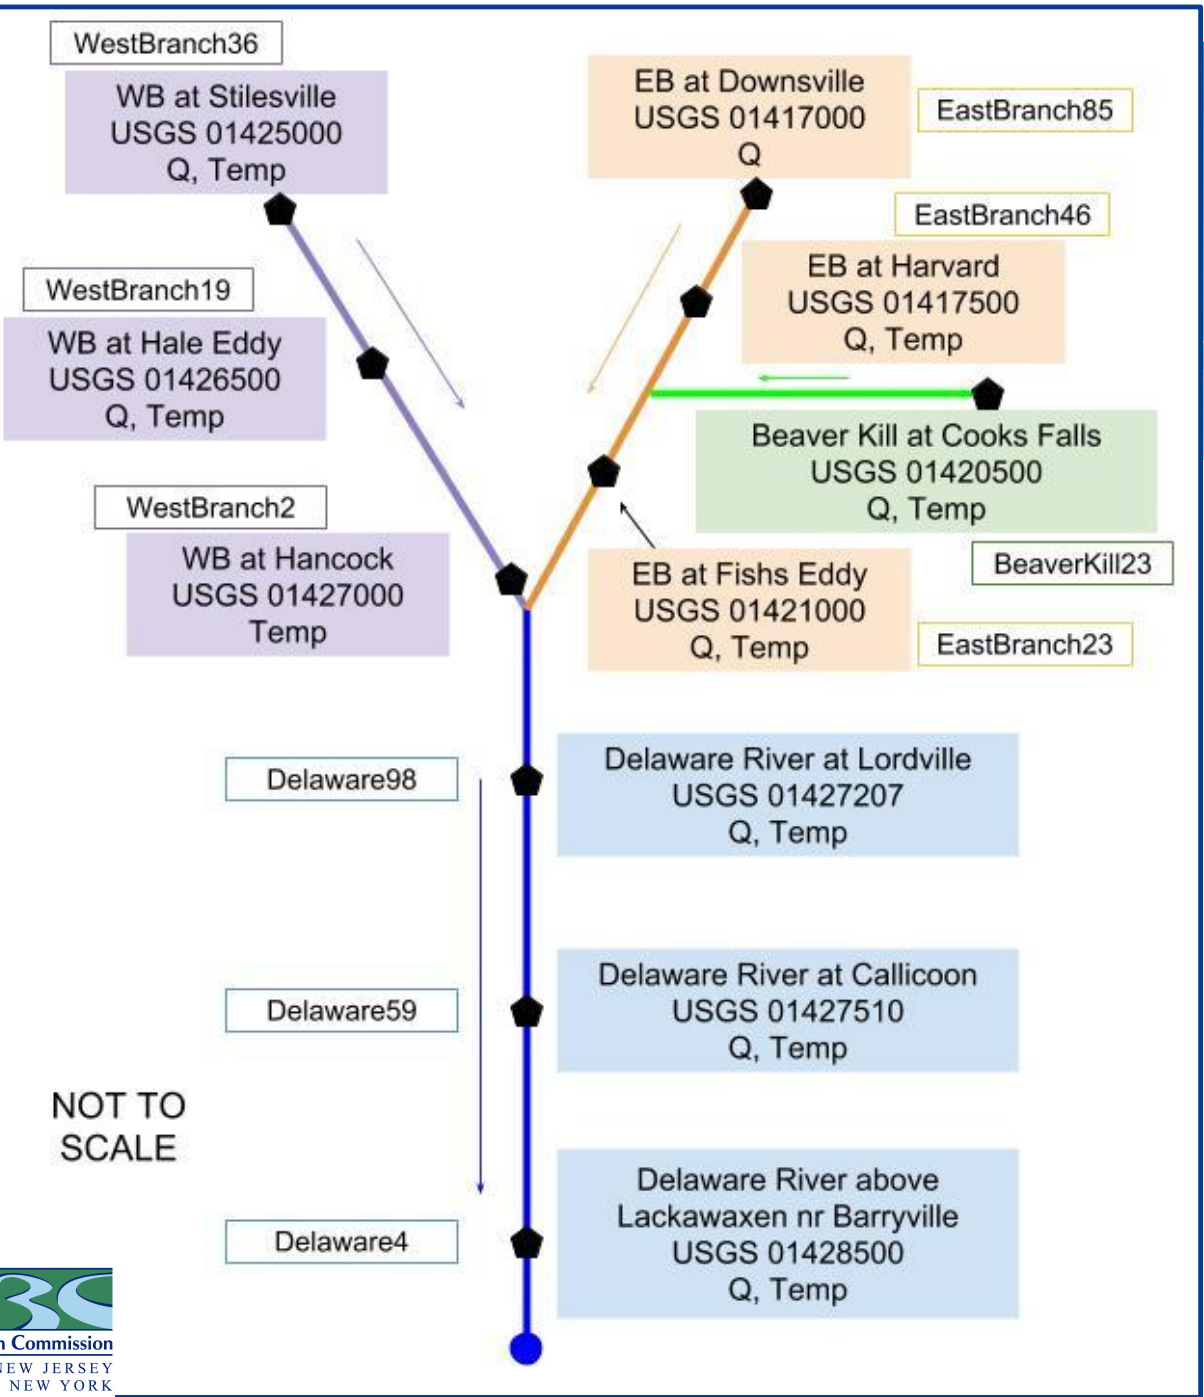 WestBranch36
WB at Stilesville
USGS 01425000
Q, Temp
EB at Downsville
USGS 01417000
Q
EastBranch85
EastBranch46
EB at Harvard
USGS 01417500
Q, Temp
WestBranch19
WB at Hale Eddy
USGS 01426500
Q, Temp
Beaver Kill at Cooks Falls
USGS 01420500
Q, Temp
BeaverKill23
WestBranch2
WB at Hancock
USGS 01427000
Temp
EB at Fishs Eddy
USGS 01421000
Q, Temp
EastBranch23
Delaware98
Delaware River at Lordville
USGS 01427207
Q, Temp
Delaware59
Delaware River at Callicoon
USGS 01427510
Q, Temp
NOT TO
SCALE
Delaware4
Delaware River above
Lackawaxen nr Barryville
USGS 01428500
Q, Temp
Commission
NEW JERSEY
NEW YORK